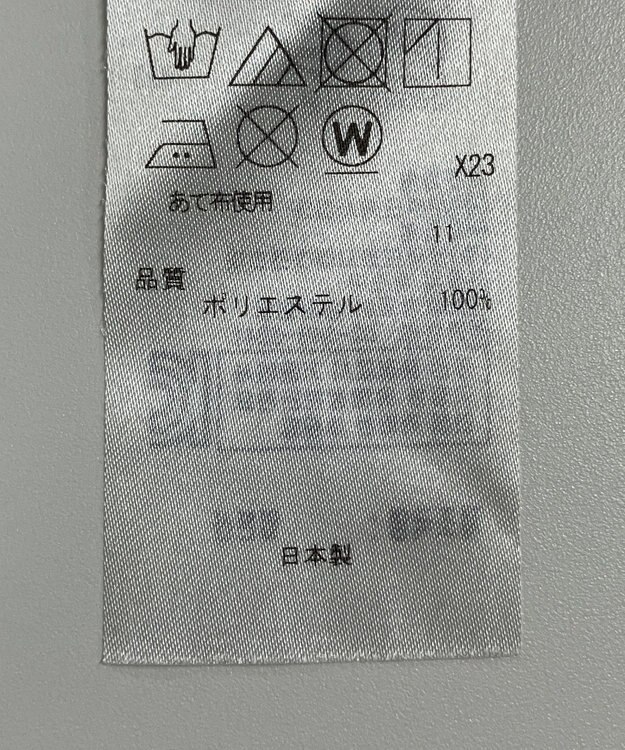 W
X23
あて布使用
11
品質
ポリエステル 100%
日本製